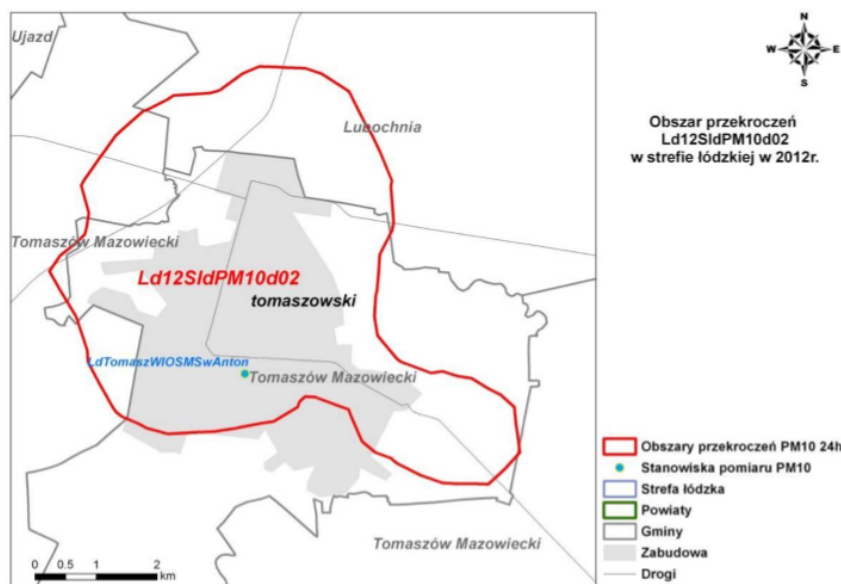 Ujazd
Lubochnia
Tomaszów Mazowiecki
Ld12SldPM10d02
tomaszowski
LdTomaszWIOSMSwAnton
Tomaszów Mazowiecki
Tomaszów Mazowiecki
0 0.5 1 2
km
N
W E
S
Obszar przekroczeń
Ld12SldPM10d02
w strefie łódzkiej w 2012r.
Obszary przekroczeń PM10 24h
Stanowiska pomiaru PM10
Strefa łódzka
Powiaty
Gminy
Zabudowa
Drogi